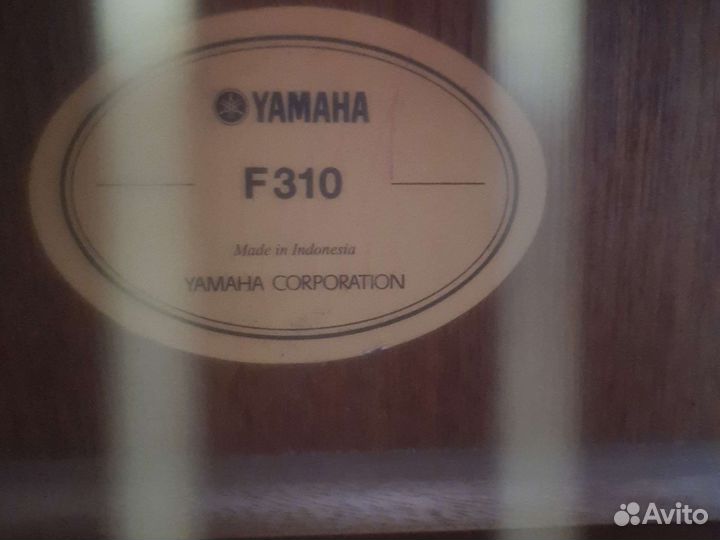 YAMAHA
F310
Made in Indonesia
YAMAHA CORPORATION
Avito